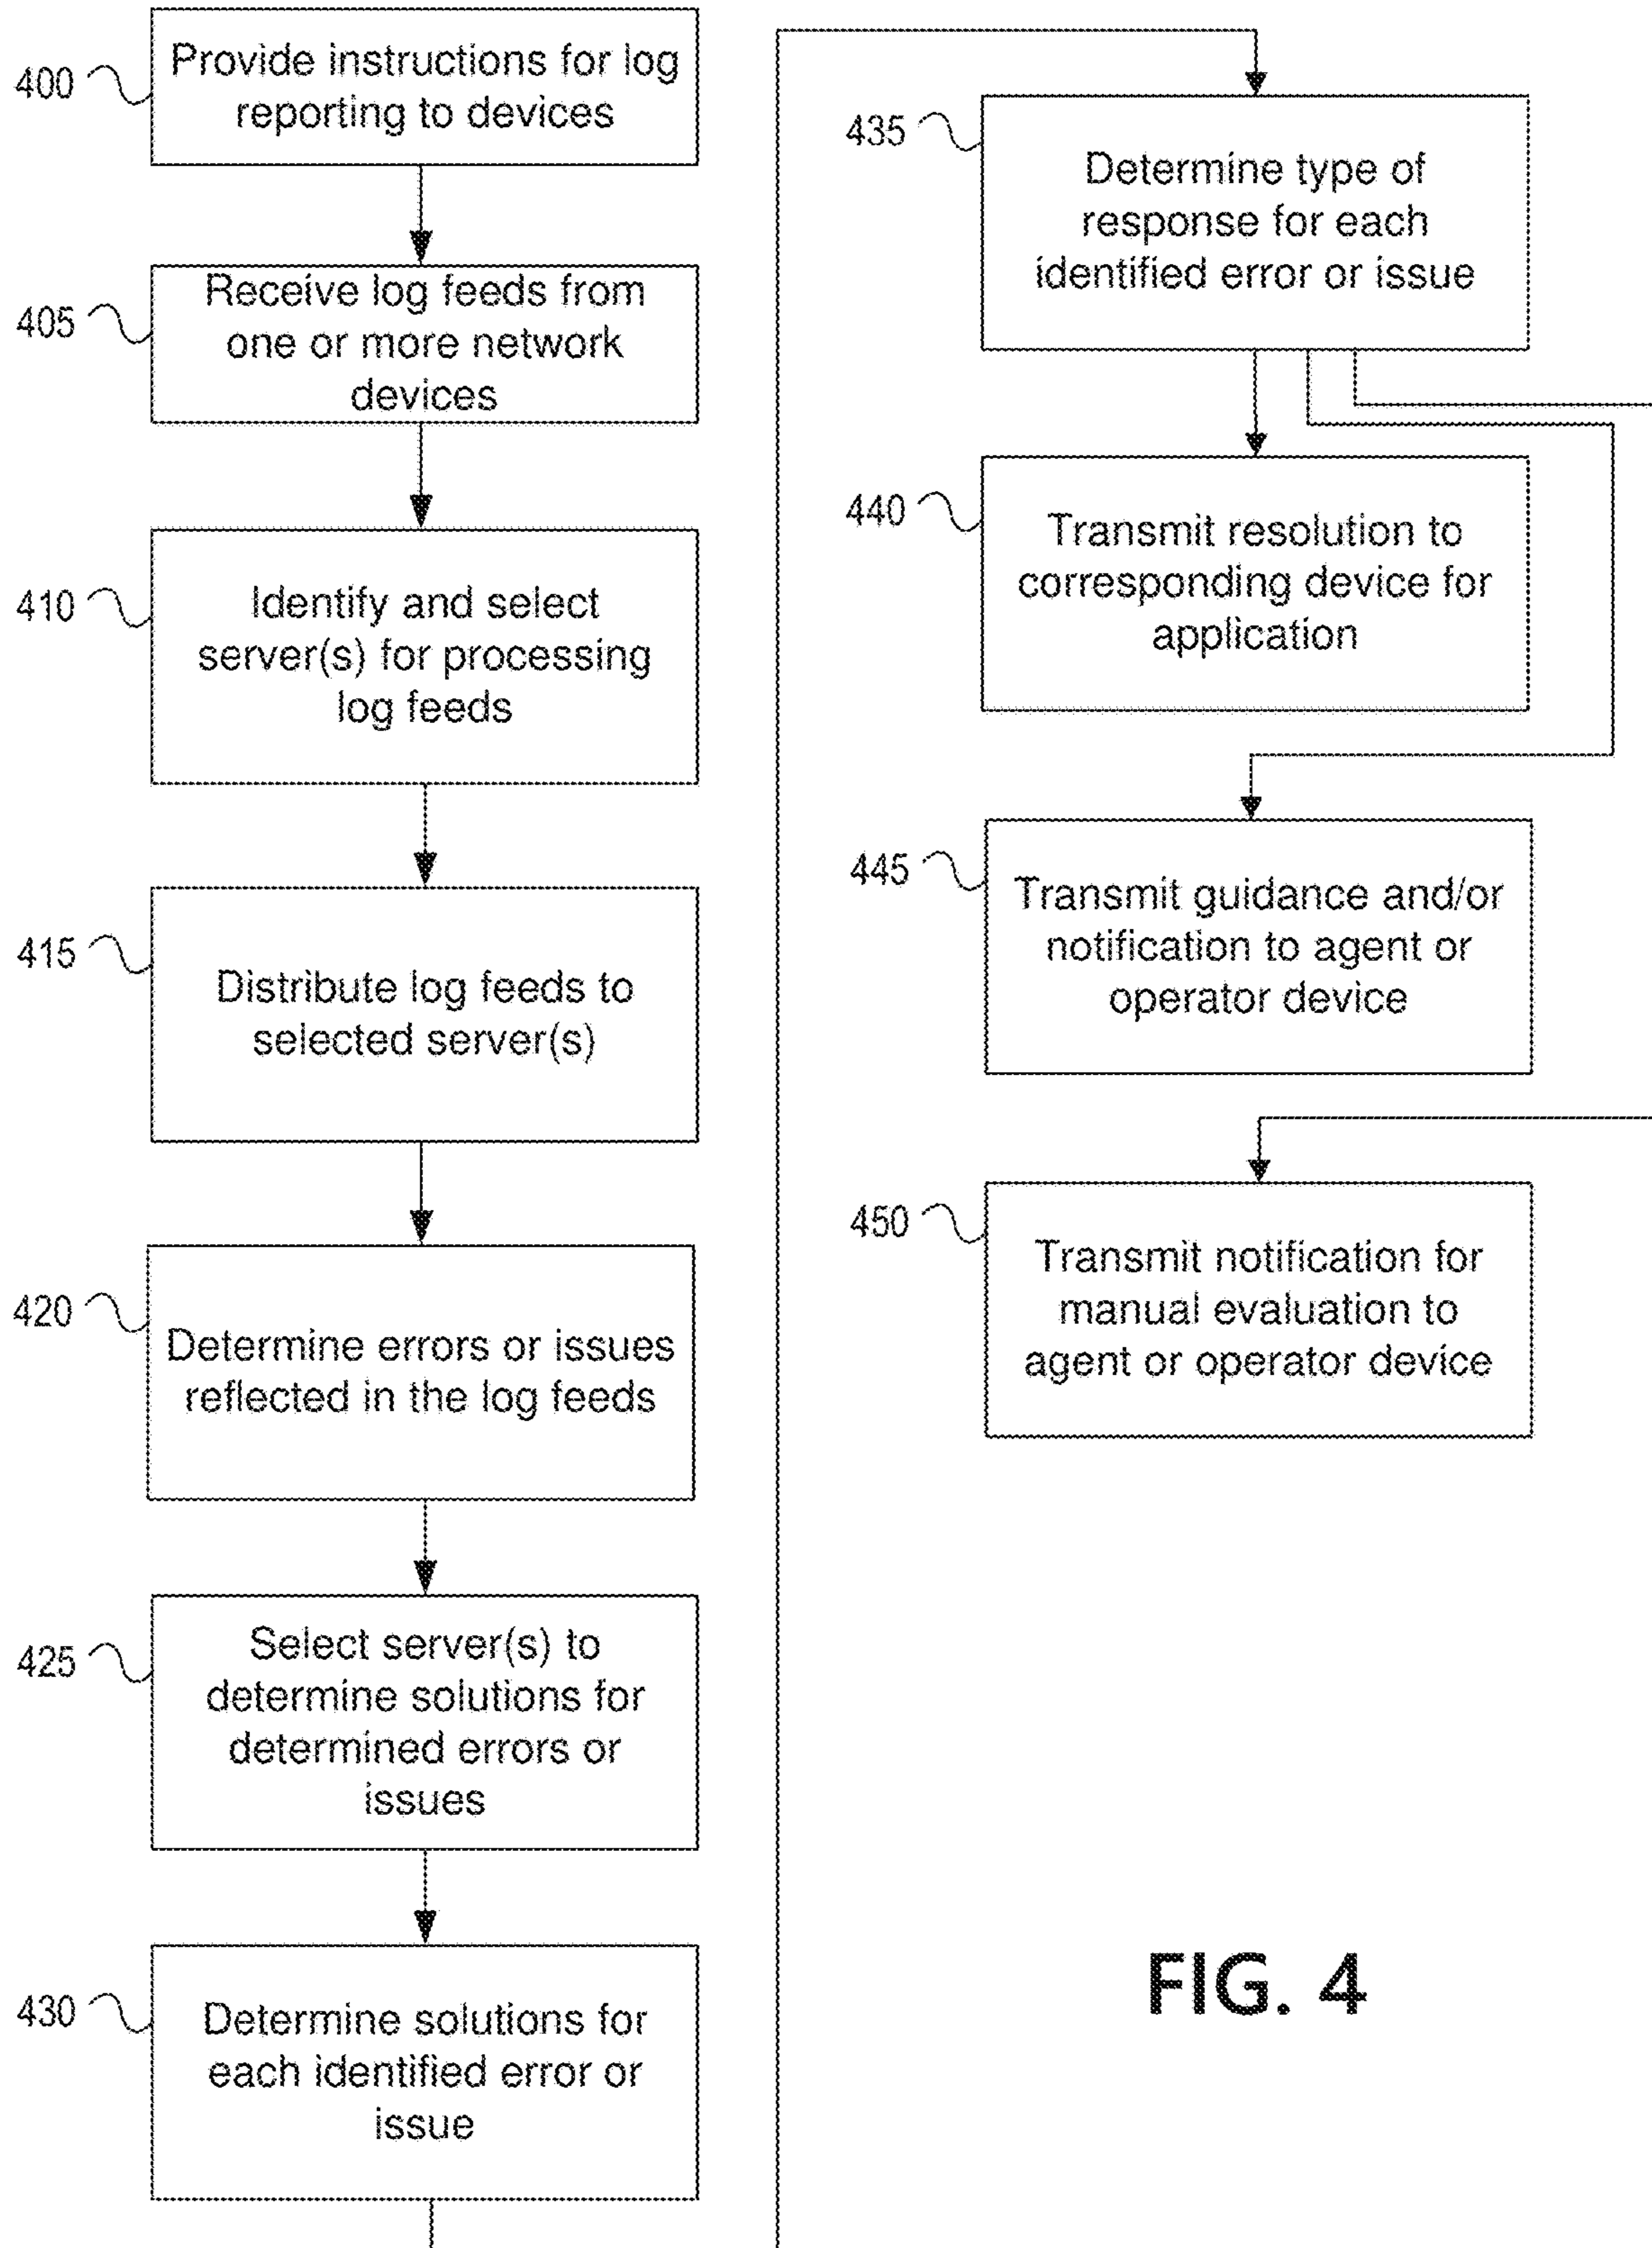 400
Provide instructions for log
reporting to devices
405
Receive log feeds from
one or more network
devices
410
Identify and select
server(s) for processing
log feeds
415
Distribute log feeds to
selected server(s)
420
Determine errors or issues
reflected in the log feeds
425
Select server(s) to
determine solutions for
determined errors or
issues
430
Determine solutions for
each identified error or
issue
435
Determine type of
response for each
identified error or issue
440
Transmit resolution to
corresponding device for
application
445
Transmit guidance and/or
notification to agent or
operator device
450
Transmit notification for
manual evaluation to
agent or operator device
FIG. 4